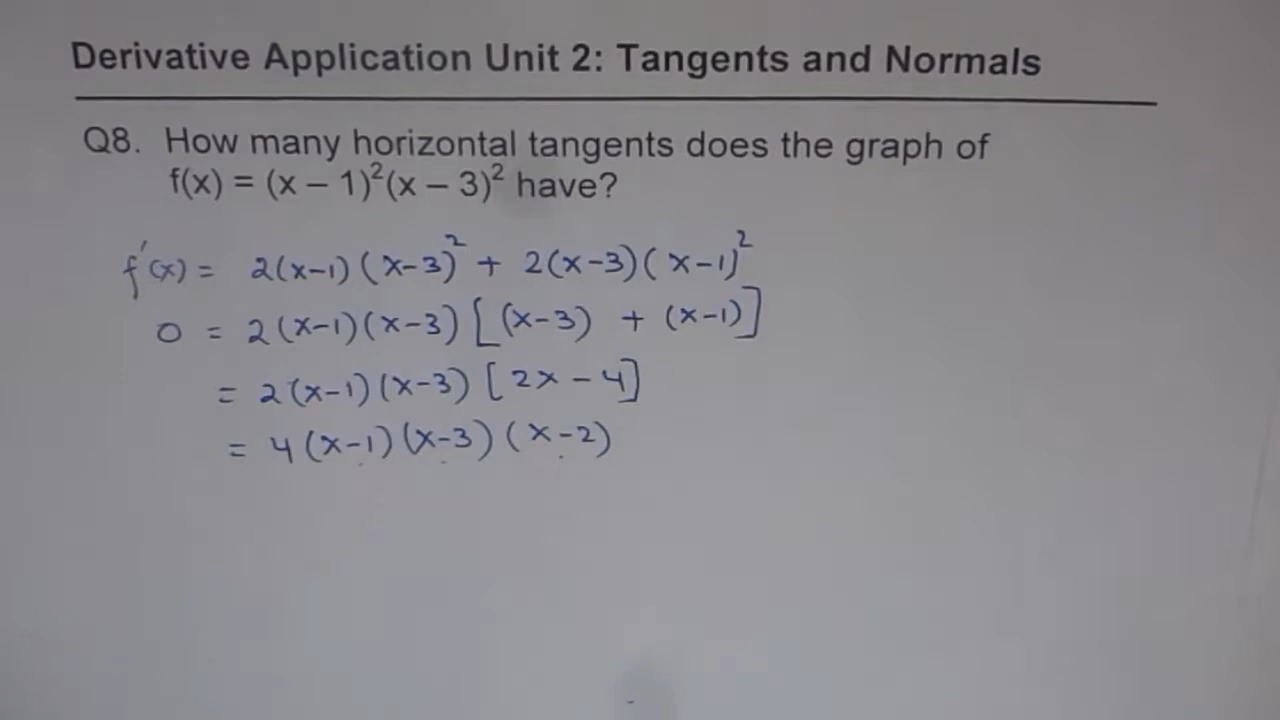 Derivative Application Unit 2: Tangents and Normals
Q8. How many horizontal tangents does the graph of
f(x) = (x – 1)²(x – 3)² have?
f'(x) = 2(x-1)(x-3)² + 2(x-3)(x-1)²
0 = 2(x-1)(x-3)[(x-3) + (x-1)]
= 2(x-1)(x-3)[2x - 4]
= 4(x-1)(x-3)(x-2)